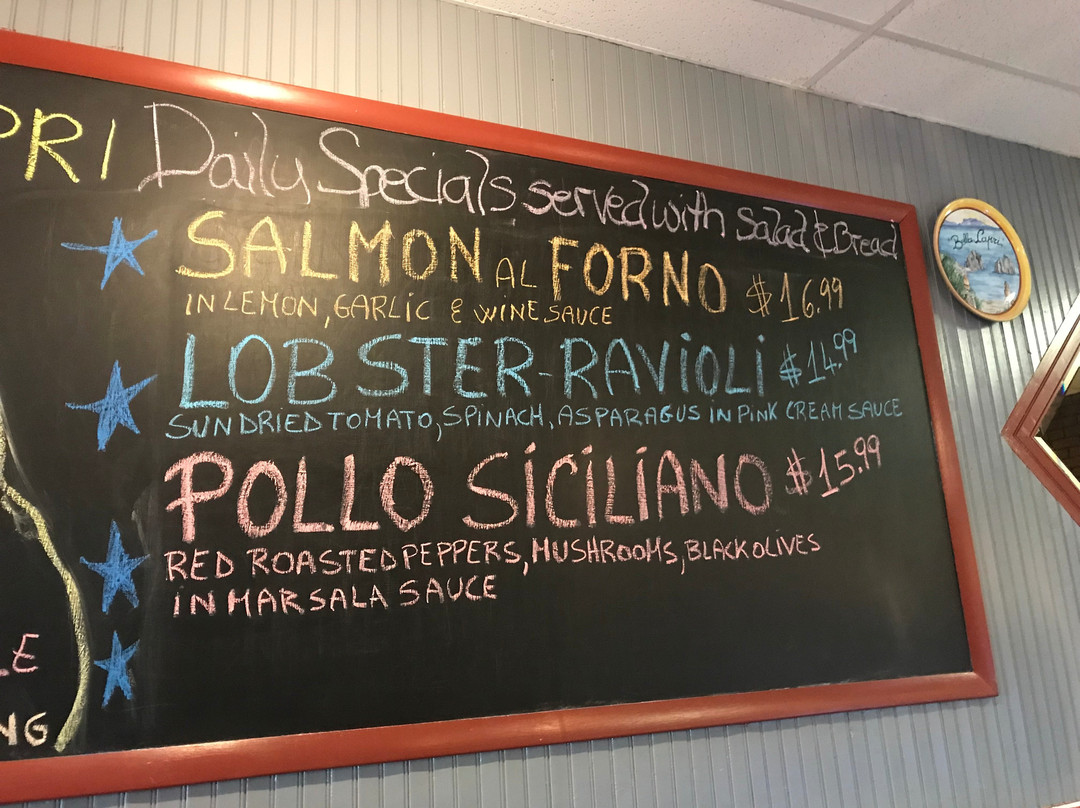 PRI Daily Specials served with Salad & Bread
SALMON AL FORNO $16.99
IN LEMON, GARLIC & WINE SAUCE
LOBSTER-RAVIOLI $14.99
SUNDRIED TOMATO, SPINACH, ASPARAGUS IN PINK CREAM SAUCE
POLLO SICILIANO $15.99
RED ROASTED PEPPERS, MUSHROOMS, BLACK OLIVES
IN MARSALA SAUCE
LE
NG
Bella Capri